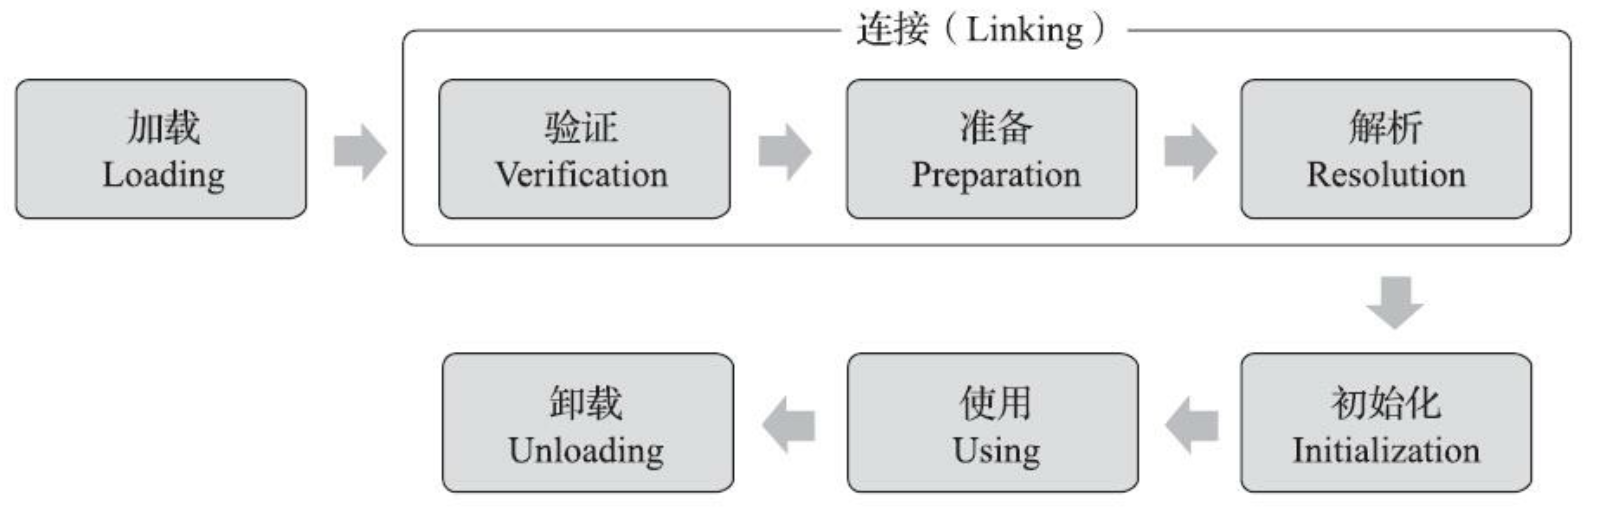 连接（Linking）
加载
Loading
验证
Verification
准备
Preparation
解析
Resolution
初始化
Initialization
使用
Using
卸载
Unloading